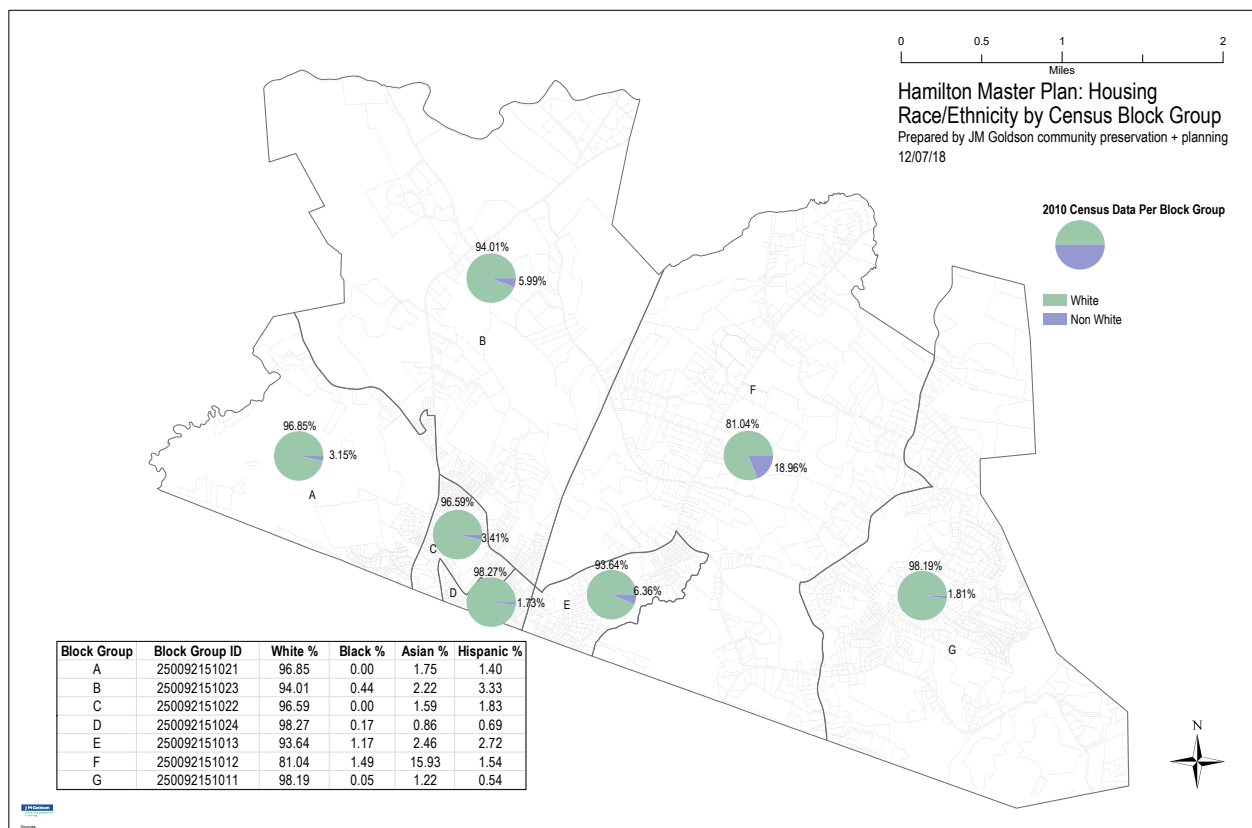 0 0.5 1 2
Miles
Hamilton Master Plan: Housing
Race/Ethnicity by Census Block Group
Prepared by JM Goldson community preservation + planning
12/07/18
2010 Census Data Per Block Group
White
Non White
94.01%
5.99%
B
F
96.85%
3.15%
A
81.04%
18.96%
96.59%
3.41%
C
98.27%
1.73%
D
93.64%
6.36%
E
98.19%
1.81%
G
Block Group Block Group ID White % Black % Asian % Hispanic %
A 250092151021 96.85 0.00 1.75 1.40
B 250092151023 94.01 0.44 2.22 3.33
C 250092151022 96.59 0.00 1.59 1.83
D 250092151024 98.27 0.17 0.86 0.69
E 250092151013 93.64 1.17 2.46 2.72
F 250092151012 81.04 1.49 15.93 1.54
G 250092151011 98.19 0.05 1.22 0.54
N
J M Goldson
Sources: